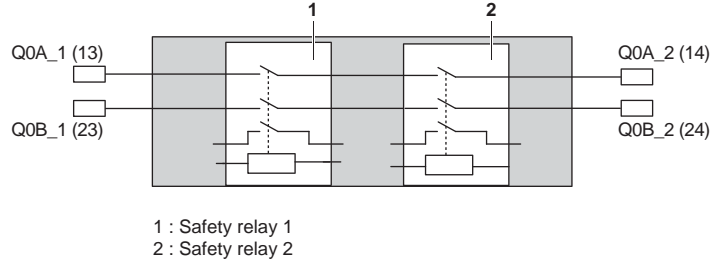 1 2
Q0A_1 (13) Q0A_2 (14)
Q0B_1 (23) Q0B_2 (24)
1 : Safety relay 1
2 : Safety relay 2